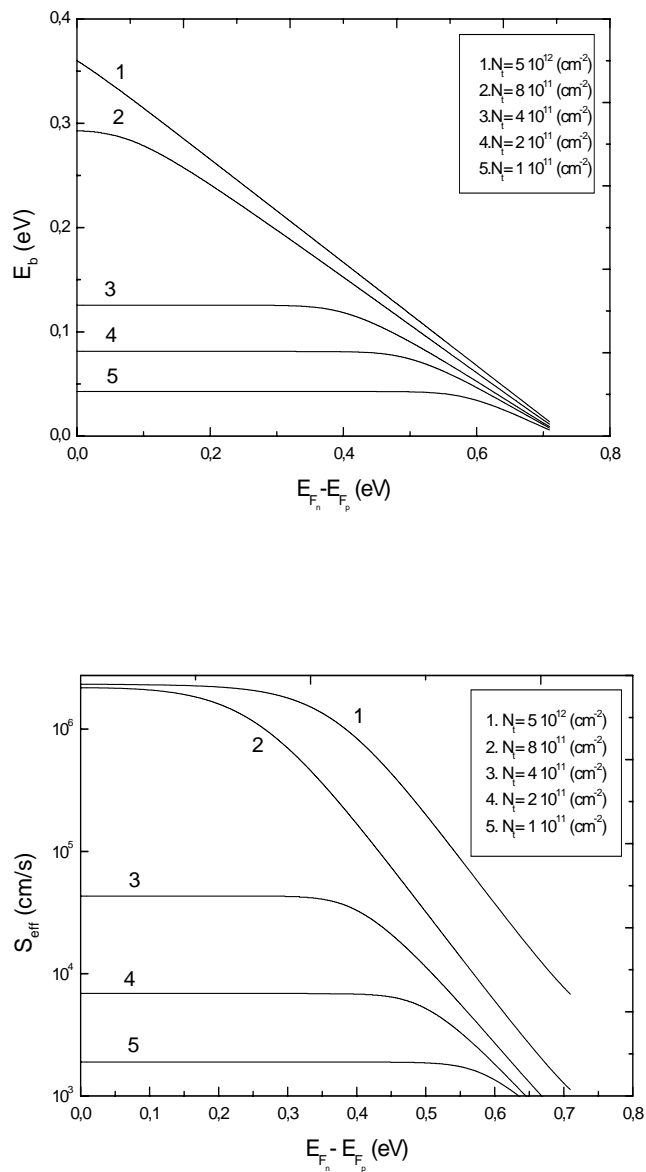 0,4
0,3
0,2
0,1
0,0
E_b (eV)
1
2
3
4
5
1.N_t= 5 10^12 (cm^-2)
2.N_t= 8 10^11 (cm^-2)
3.N_t= 4 10^11 (cm^-2)
4.N_t= 2 10^11 (cm^-2)
5.N_t= 1 10^11 (cm^-2)
0,0 0,2 0,4 0,6 0,8
E_F_n-E_F_p (eV)
10^6
10^5
10^4
10^3
S_eff (cm/s)
1
2
3
4
5
1. N_t= 5 10^12 (cm^-2)
2. N_t= 8 10^11 (cm^-2)
3. N_t= 4 10^11 (cm^-2)
4. N_t= 2 10^11 (cm^-2)
5. N_t= 1 10^11 (cm^-2)
0,0 0,1 0,2 0,3 0,4 0,5 0,6 0,7 0,8
E_F_n- E_F_p (eV)